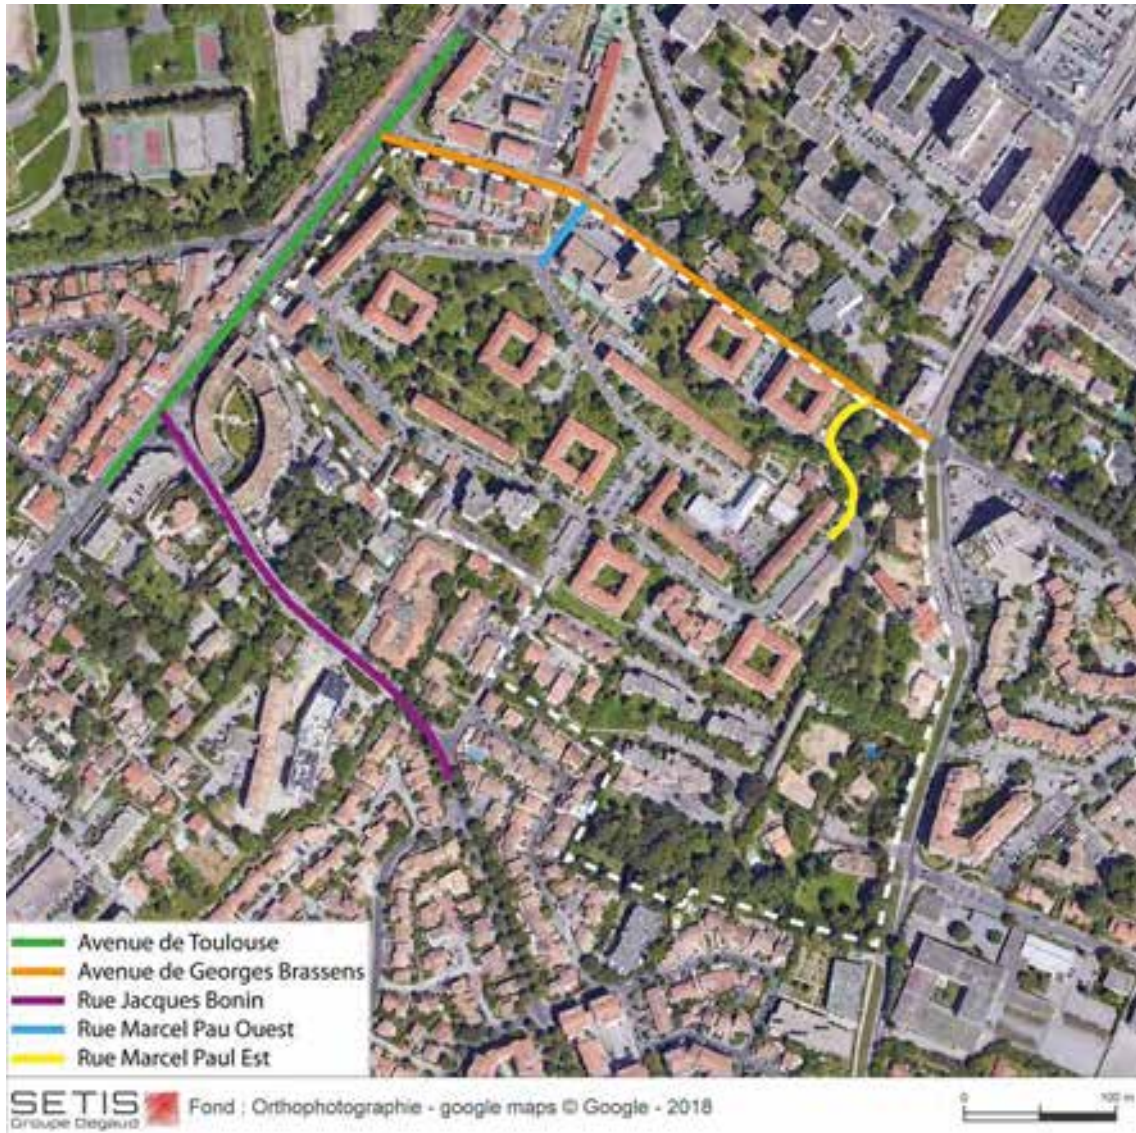 Avenue de Toulouse
Avenue de Georges Brassens
Rue Jacques Bonin
Rue Marcel Pau Ouest
Rue Marcel Paul Est
SETIS
Groupe Degaud
Fond : Orthophotographie - google maps © Google - 2018
0 100 m